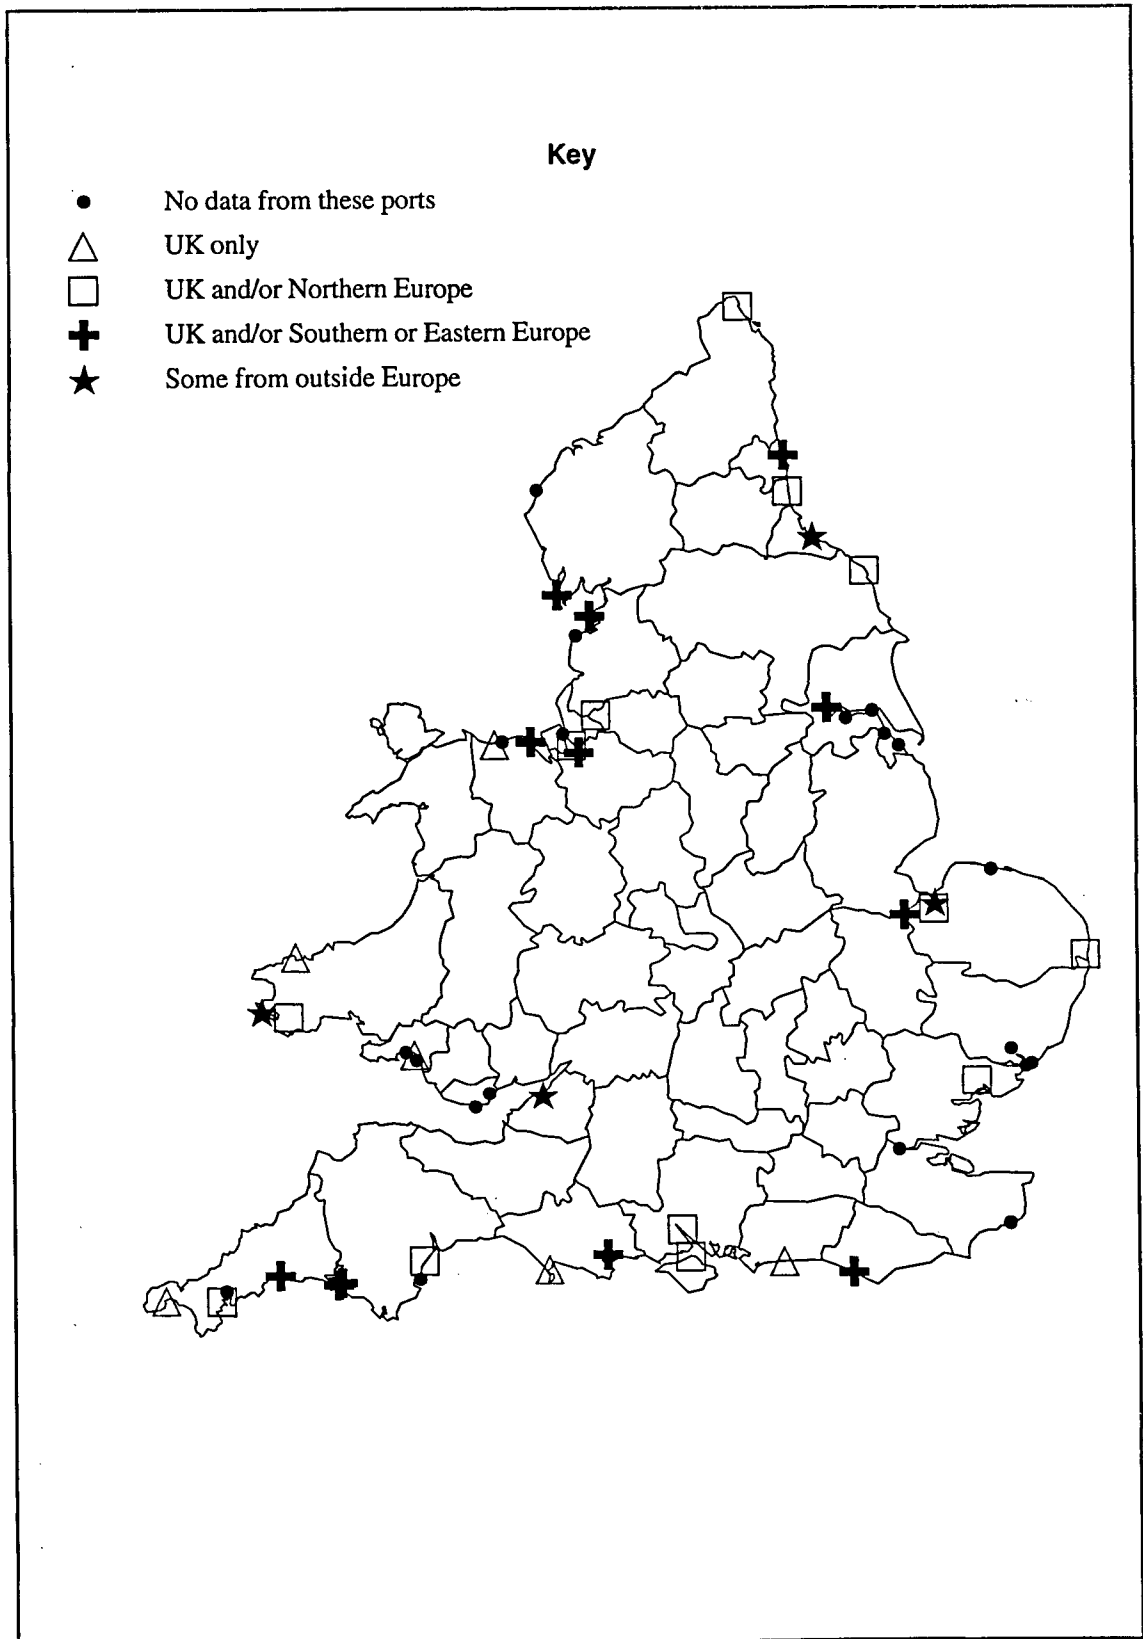 Key
No data from these ports
UK only
UK and/or Northern Europe
UK and/or Southern or Eastern Europe
Some from outside Europe